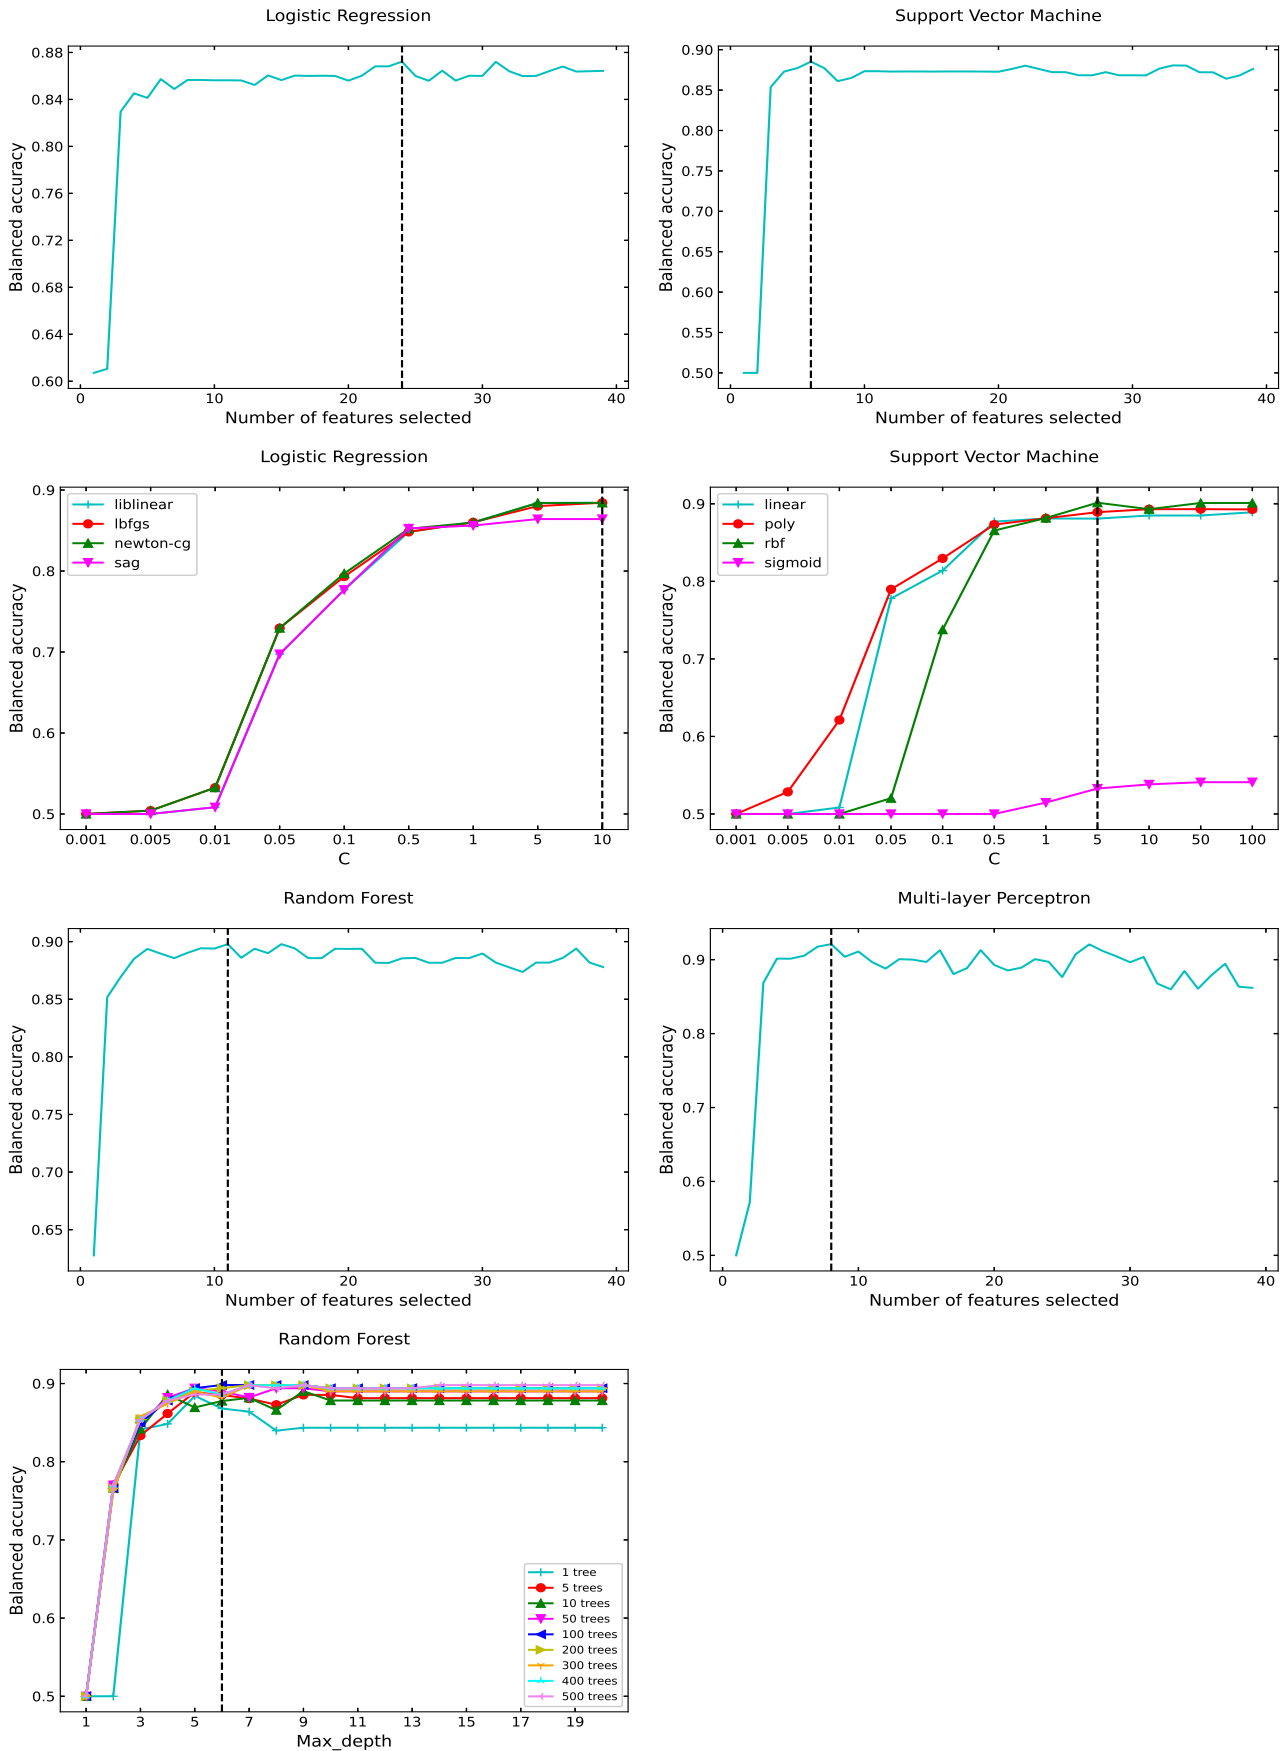 Logistic Regression
Balanced accuracy
0.88
0.84
0.80
0.76
0.72
0.68
0.64
0.60
0 10 20 30 40
Number of features selected
Support Vector Machine
Balanced accuracy
0.90
0.85
0.80
0.75
0.70
0.65
0.60
0.55
0.50
0 10 20 30 40
Number of features selected
Logistic Regression
Balanced accuracy
0.9
0.8
0.7
0.6
0.5
liblinear
lbfgs
newton-cg
sag
0.001 0.005 0.01 0.05 0.1 0.5 1 5 10
C
Support Vector Machine
Balanced accuracy
0.9
0.8
0.7
0.6
0.5
linear
poly
rbf
sigmoid
0.001 0.005 0.01 0.05 0.1 0.5 1 5 10 50 100
C
Random Forest
Balanced accuracy
0.90
0.85
0.80
0.75
0.70
0.65
0 10 20 30 40
Number of features selected
Multi-layer Perceptron
Balanced accuracy
0.9
0.8
0.7
0.6
0.5
0 10 20 30 40
Number of features selected
Random Forest
Balanced accuracy
0.9
0.8
0.7
0.6
0.5
1 tree
5 trees
10 trees
50 trees
100 trees
200 trees
300 trees
400 trees
500 trees
1 3 5 7 9 11 13 15 17 19
Max_depth